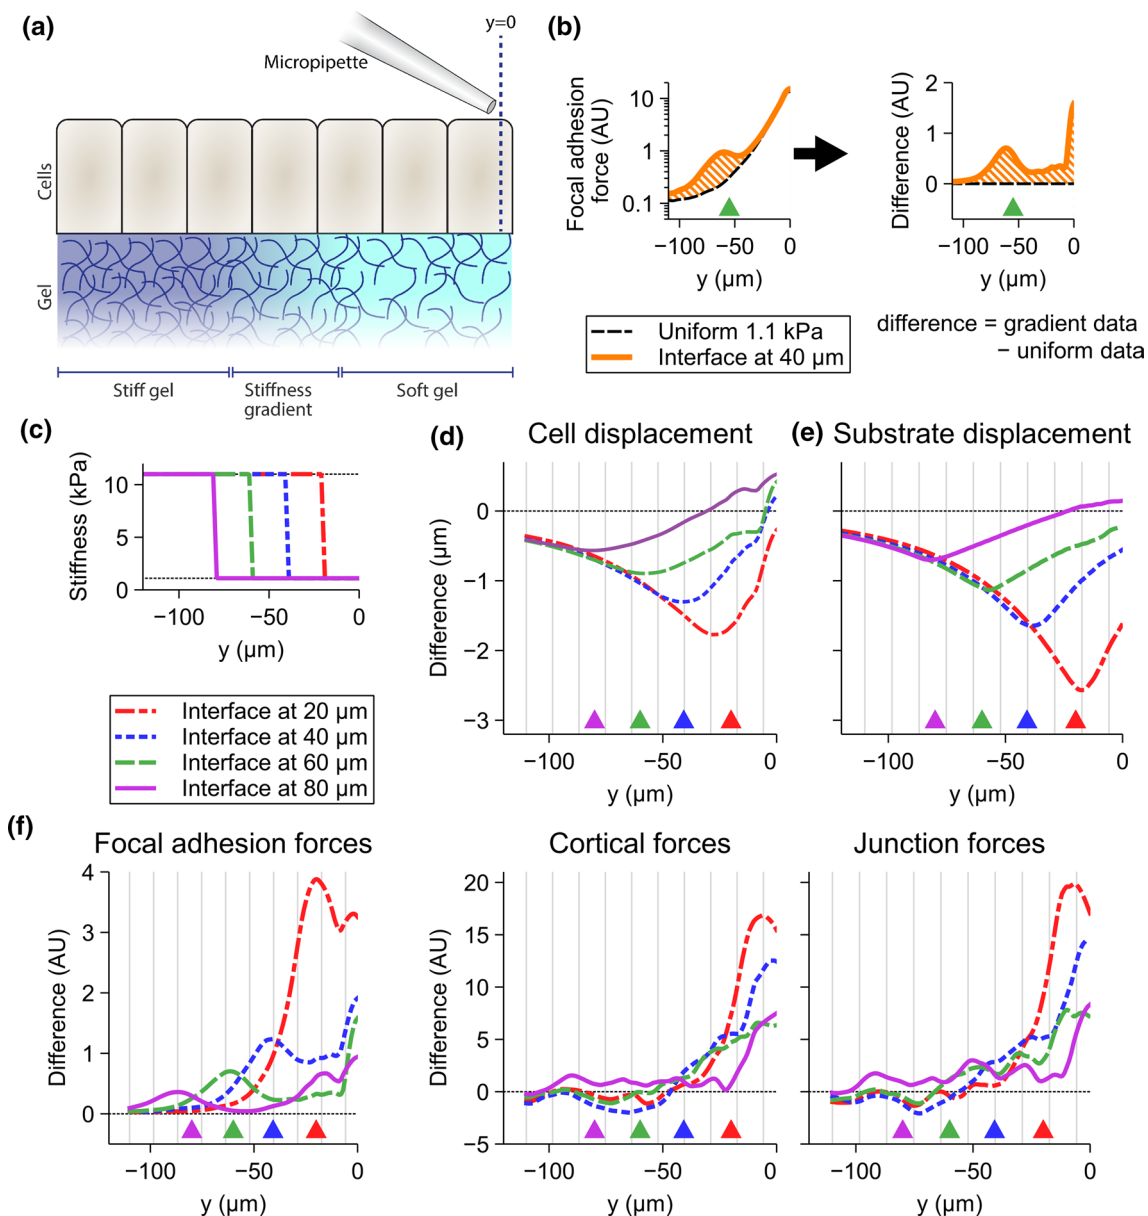 (a)
y=0
Micropipette
Cells
Gel
Stiff gel
Stiffness
gradient
Soft gel
(b)
Focal adhesion
force (AU)
10
1
0.1
−100
−50
0
y (µm)
Difference (AU)
2
1
0
−100
−50
0
y (µm)
Uniform 1.1 kPa
Interface at 40 µm
difference = gradient data
− uniform data
(c)
Stiffness (kPa)
10
5
0
−100
−50
0
y (µm)
Interface at 20 µm
Interface at 40 µm
Interface at 60 µm
Interface at 80 µm
(d)
Cell displacement
Difference (µm)
0
−1
−2
−3
−100
−50
0
y (µm)
(e)
Substrate displacement
−100
−50
0
y (µm)
(f)
Focal adhesion forces
Difference (AU)
4
3
2
1
0
−100
−50
0
y (µm)
Cortical forces
Difference (AU)
20
15
10
5
0
−5
−100
−50
0
y (µm)
Junction forces
−100
−50
0
y (µm)